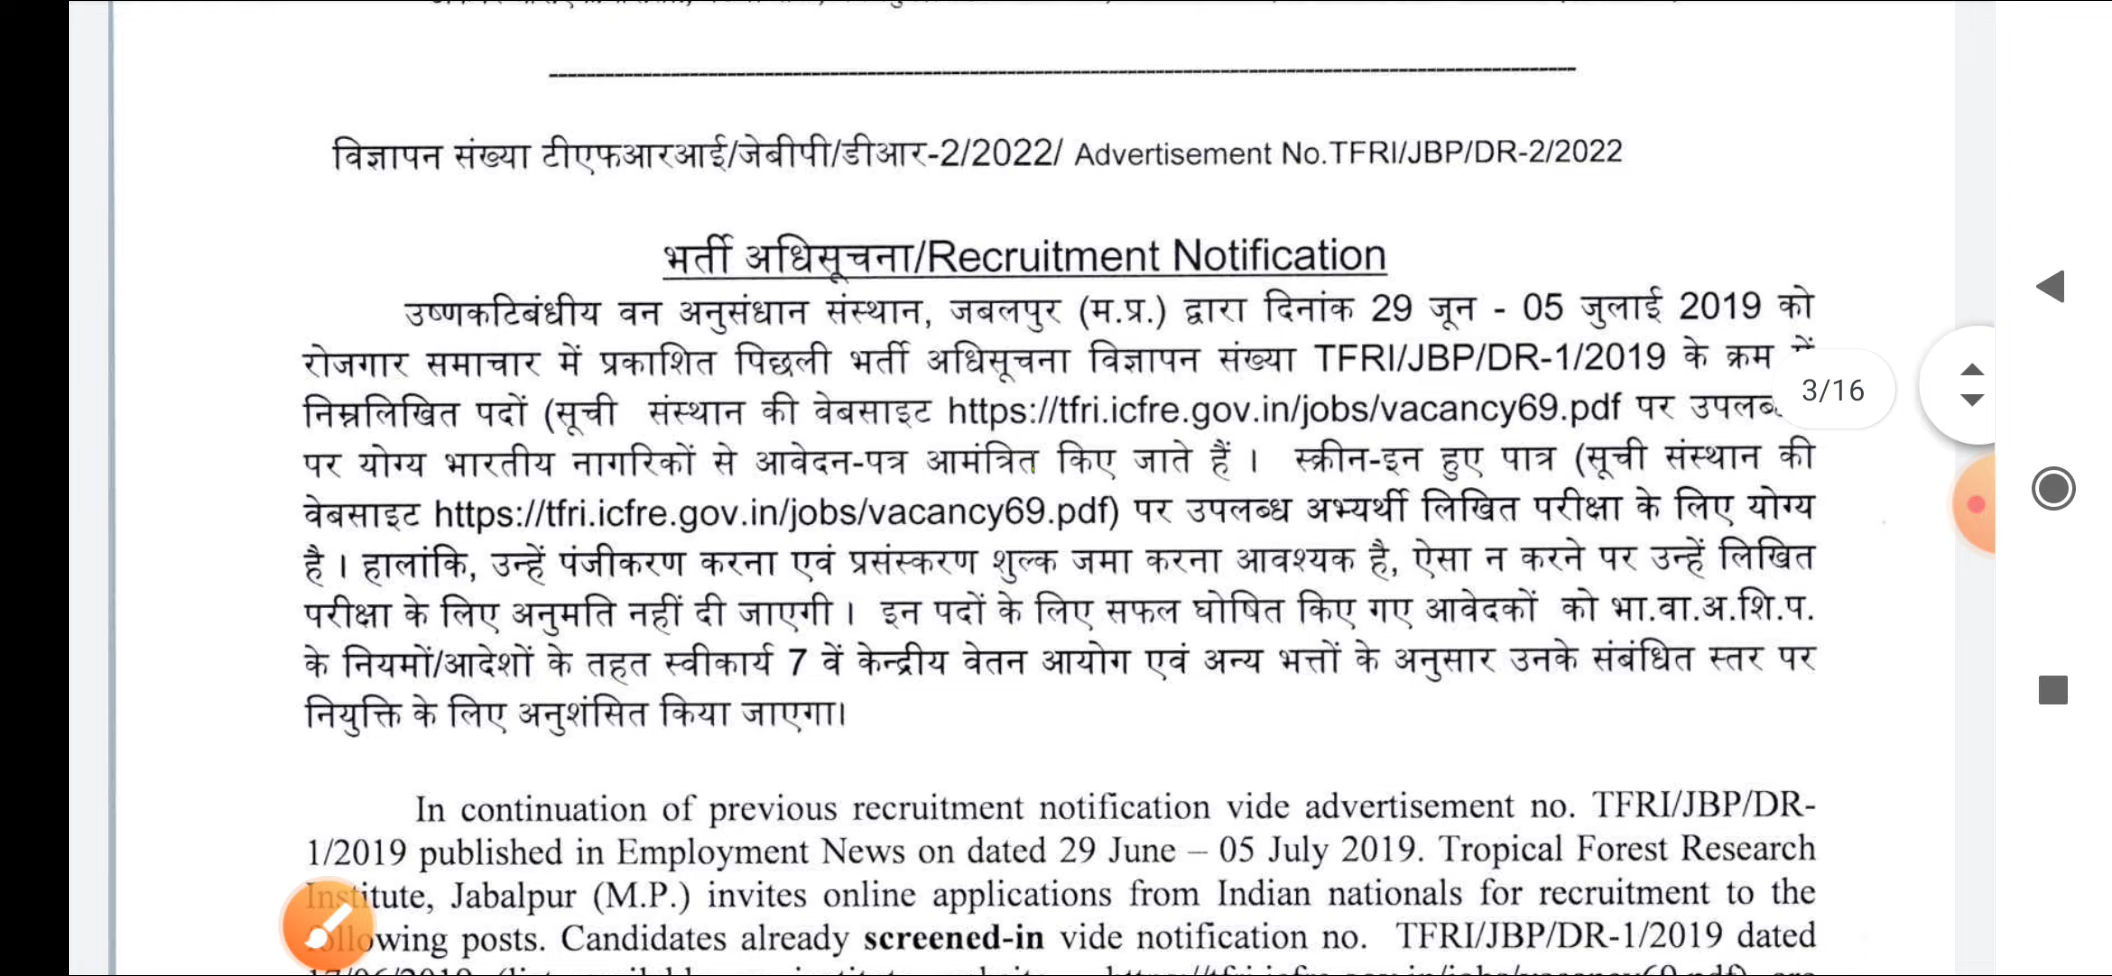 विज्ञापन संख्या टीएफआरआई/जेबीपी/डीआर-2/2022/ Advertisement No.TFRI/JBP/DR-2/2022
भर्ती अधिसूचना/Recruitment Notification
उष्णकटिबंधीय वन अनुसंधान संस्थान, जबलपुर (म.प्र.) द्वारा दिनांक 29 जून - 05 जुलाई 2019 को
रोजगार समाचार में प्रकाशित पिछली भर्ती अधिसूचना विज्ञापन संख्या TFRI/JBP/DR-1/2019 के क्रम में
निम्नलिखित पदों (सूची संस्थान की वेबसाइट https://tfri.icfre.gov.in/jobs/vacancy69.pdf पर
3/16
पर योग्य भारतीय नागरिकों से आवेदन-पत्र आमंत्रित किए जाते हैं । स्क्रीन-इन हुए पात्र (सूची संस्थान की
वेबसाइट https://tfri.icfre.gov.in/jobs/vacancy69.pdf) पर उपलब्ध अभ्यर्थी लिखित परीक्षा के लिए योग्य
है । हालांकि, उन्हें पंजीकरण करना एवं प्रसंस्करण शुल्क जमा करना आवश्यक है, ऐसा न करने पर उन्हें लिखित
परीक्षा के लिए अनुमति नहीं दी जाएगी । इन पदों के लिए सफल घोषित किए गए आवेदकों को भा.वा.अ.शि.प.
के नियमों/आदेशों के तहत स्वीकार्य 7 वें केन्द्रीय वेतन आयोग एवं अन्य भत्तों के अनुसार उनके संबंधित स्तर पर
नियुक्ति के लिए अनुशंसित किया जाएगा।
In continuation of previous recruitment notification vide advertisement no. TFRI/JBP/DR-
1/2019 published in Employment News on dated 29 June – 05 July 2019. Tropical Forest Research
Institute, Jabalpur (M.P.) invites online applications from Indian nationals for recruitment to the
following posts. Candidates already screened-in vide notification no. TFRI/JBP/DR-1/2019 dated